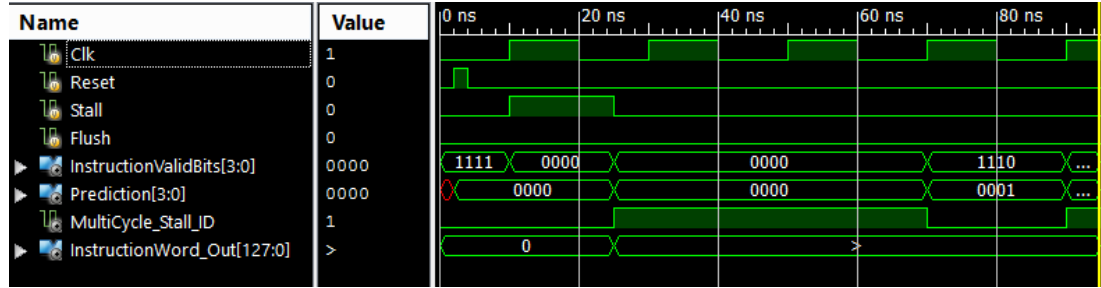 Name Value 0 ns 20 ns 40 ns 60 ns 80 ns
Clk 1
Reset 0
Stall 0
Flush 0
InstructionValidBits[3:0] 0000 1111 0000 0000 1110 ...
Prediction[3:0] 0000 0000 0000 0001 ...
MultiCycle_Stall_ID 1
InstructionWord_Out[127:0] > 0 >